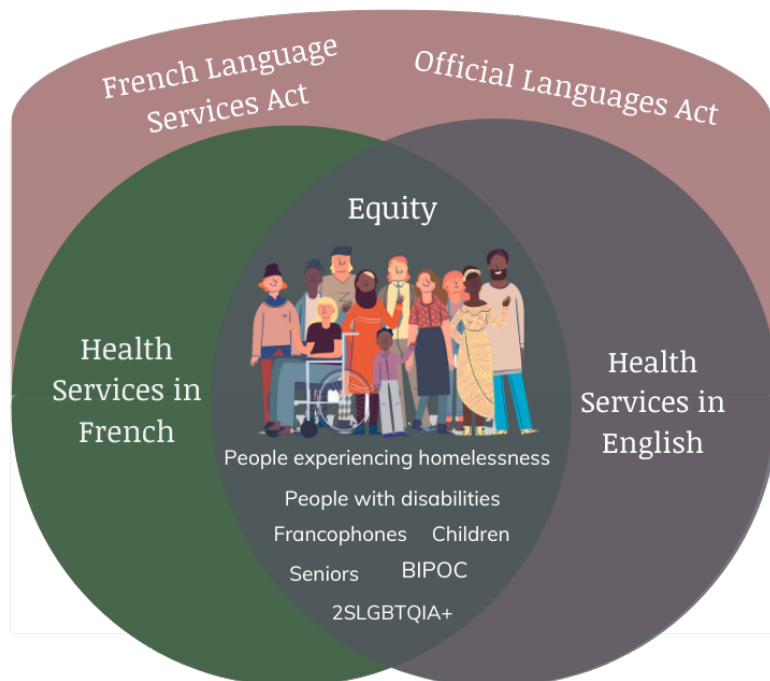 French Language
Services Act
Official Languages Act
Equity
Health
Services in
French
Health
Services in
English
People experiencing homelessness
People with disabilities
Francophones Children
Seniors BIPOC
2SLGBTQIA+